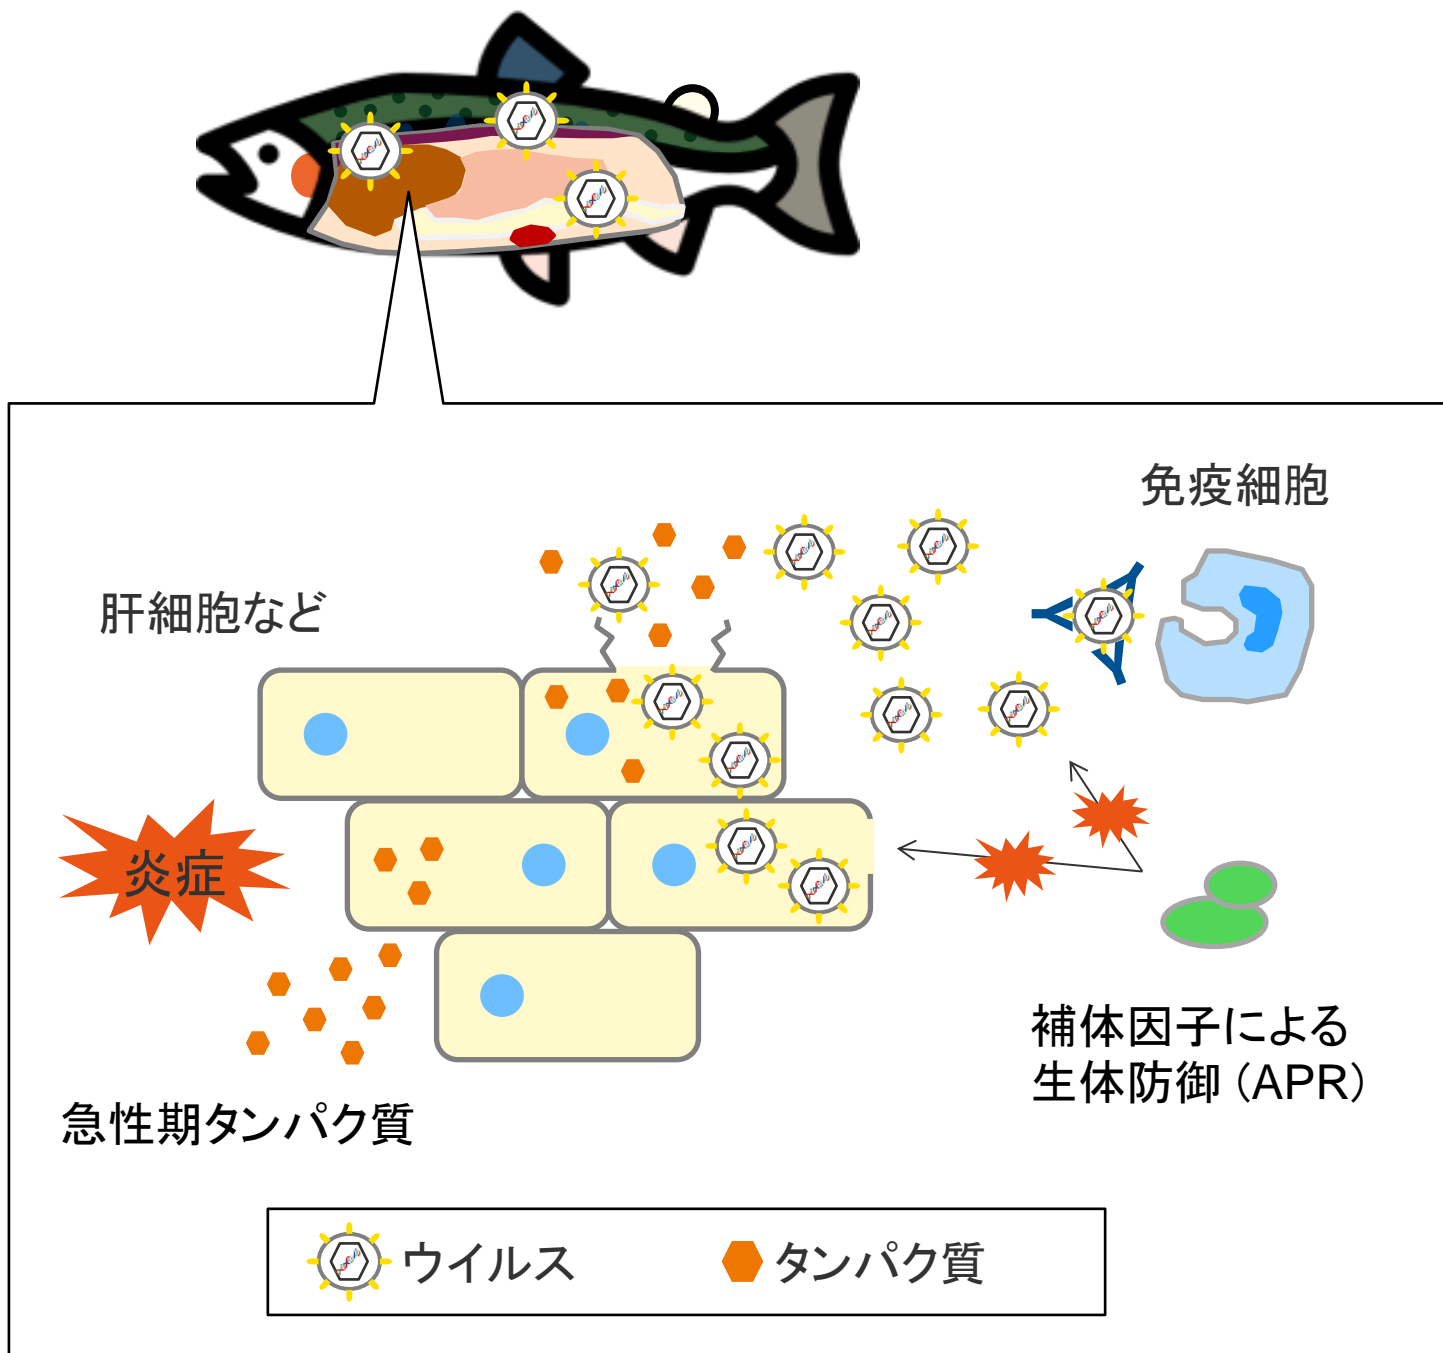 免疫細胞
肝細胞など
炎症
補体因子による
生体防御（APR）
急性期タンパク質
ウイルス
タンパク質